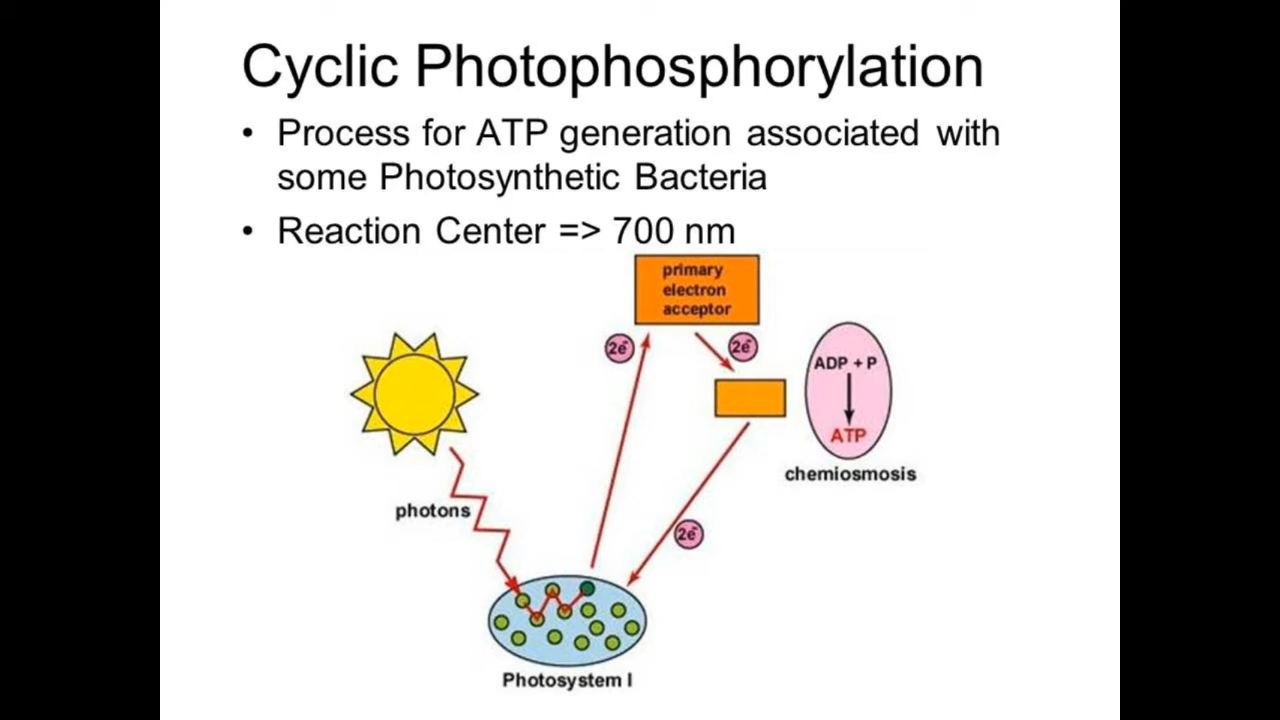 Cyclic Photophosphorylation
• Process for ATP generation associated with
some Photosynthetic Bacteria
• Reaction Center => 700 nm
primary
electron
acceptor
2e⁻
2e⁻
ADP + P
ATP
chemiosmosis
photons
2e⁻
Photosystem I